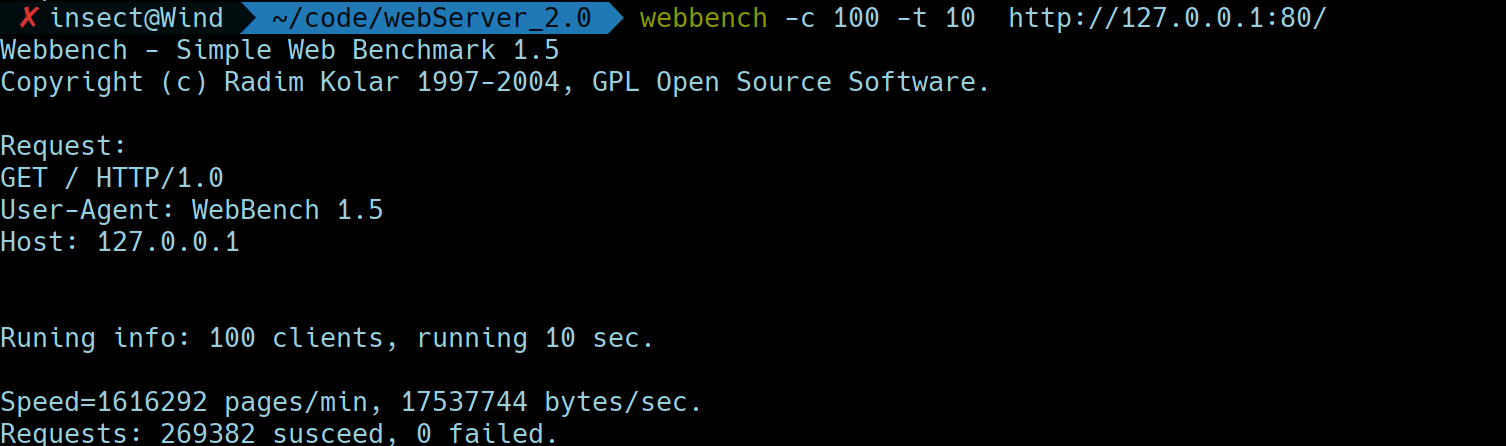 ✗ insect@Wind ~/code/webServer_2.0 webbench -c 100 -t 10  http://127.0.0.1:80/
Webbench - Simple Web Benchmark 1.5
Copyright (c) Radim Kolar 1997-2004, GPL Open Source Software.
Request:
GET / HTTP/1.0
User-Agent: WebBench 1.5
Host: 127.0.0.1
Runing info: 100 clients, running 10 sec.
Speed=1616292 pages/min, 17537744 bytes/sec.
Requests: 269382 susceed, 0 failed.